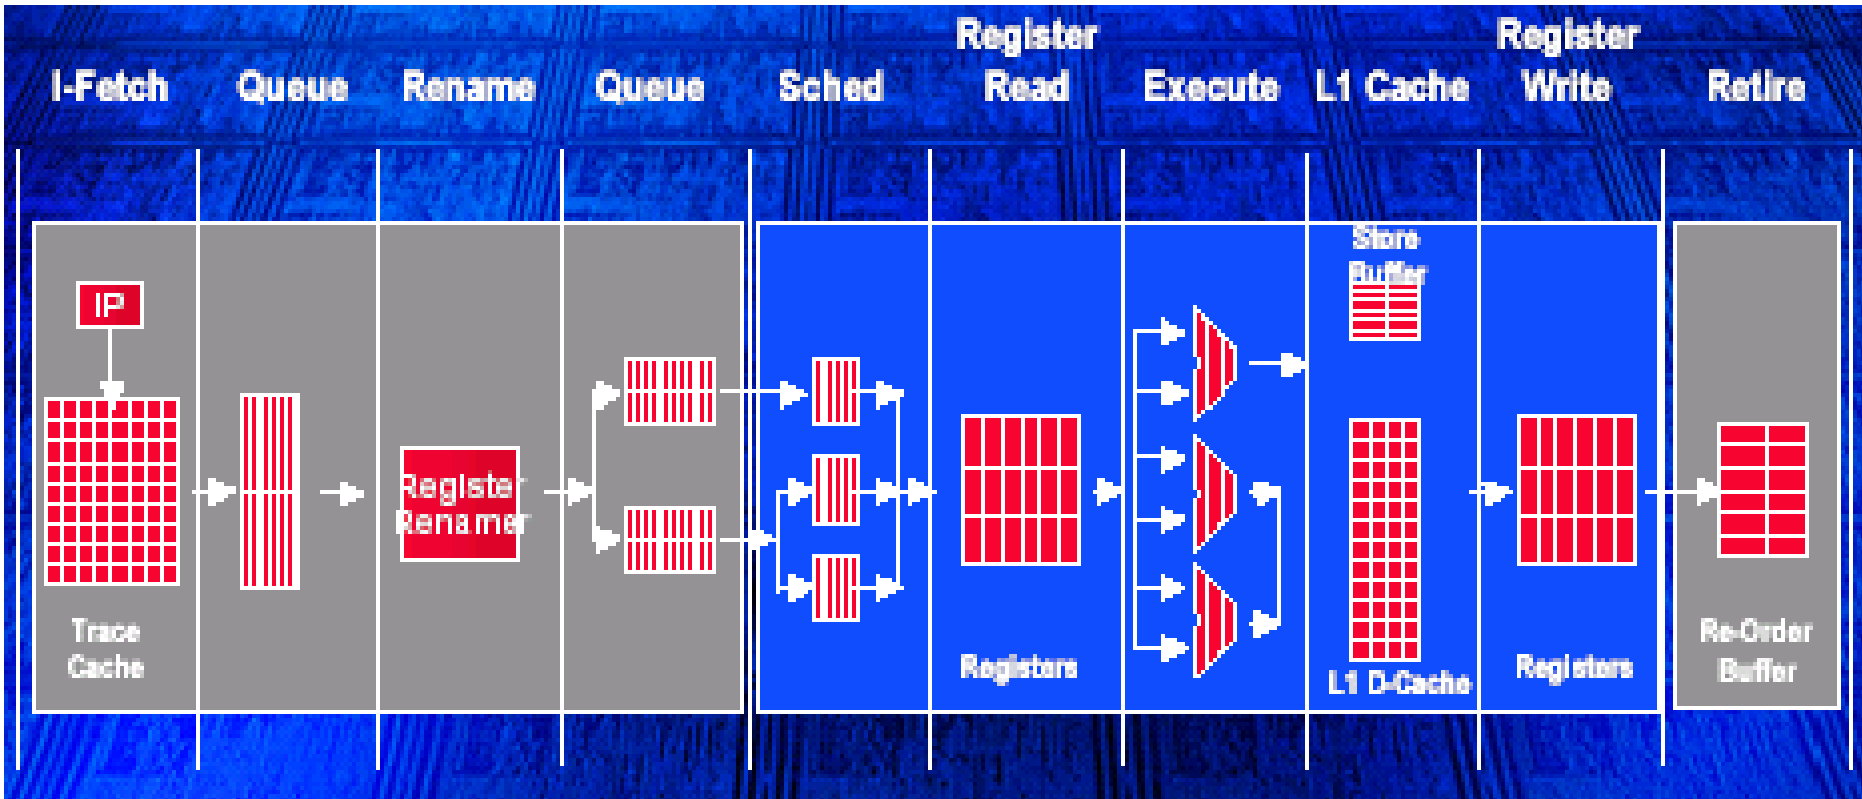 I-Fetch
Queue
Rename
Queue
Sched
Register
Read
Execute
L1 Cache
Register
Write
Retire
IP
Trace
Cache
Register
Renamer
Registers
Store
Buffer
L1 D-Cache
Registers
Re-Order
Buffer